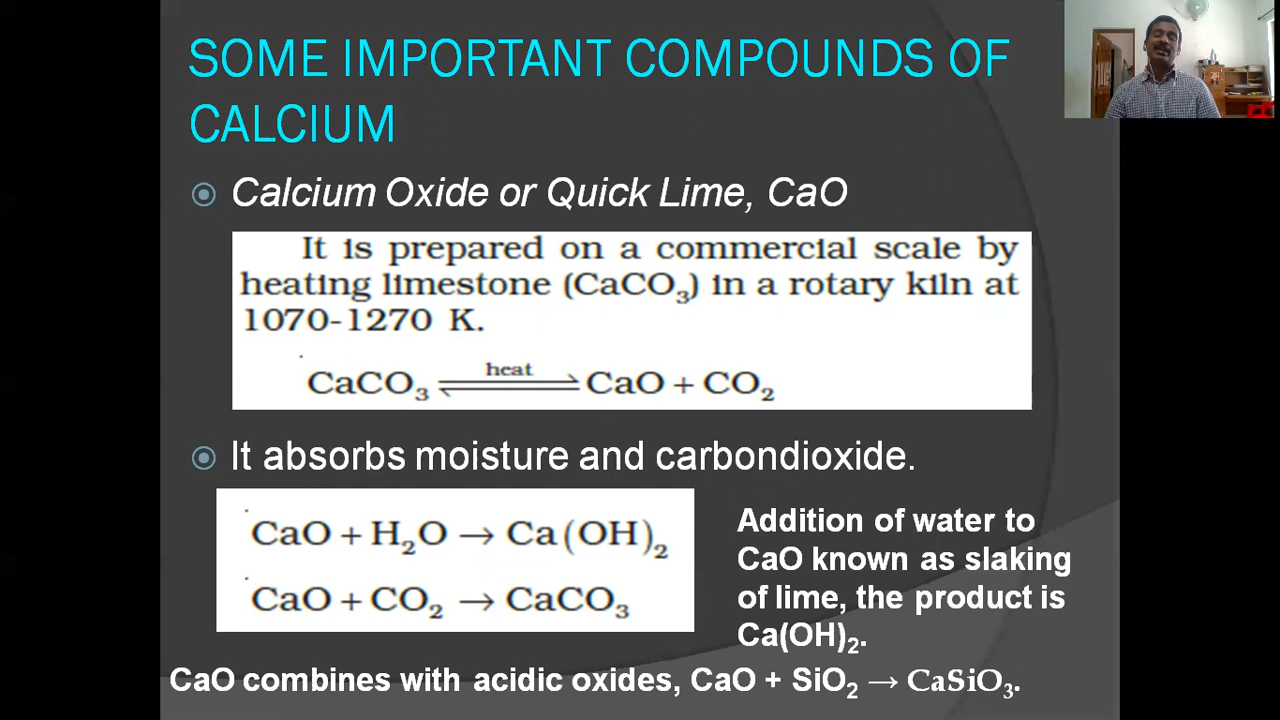 SOME IMPORTANT COMPOUNDS OF
CALCIUM
Calcium Oxide or Quick Lime, CaO
It is prepared on a commercial scale by
heating limestone (CaCO₃) in a rotary kiln at
1070-1270 K.
heat
CaCO₃ ⇌ CaO + CO₂
It absorbs moisture and carbondioxide.
CaO + H₂O → Ca(OH)₂
CaO + CO₂ → CaCO₃
Addition of water to
CaO known as slaking
of lime, the product is
Ca(OH)₂.
CaO combines with acidic oxides, CaO + SiO₂ → CaSiO₃.